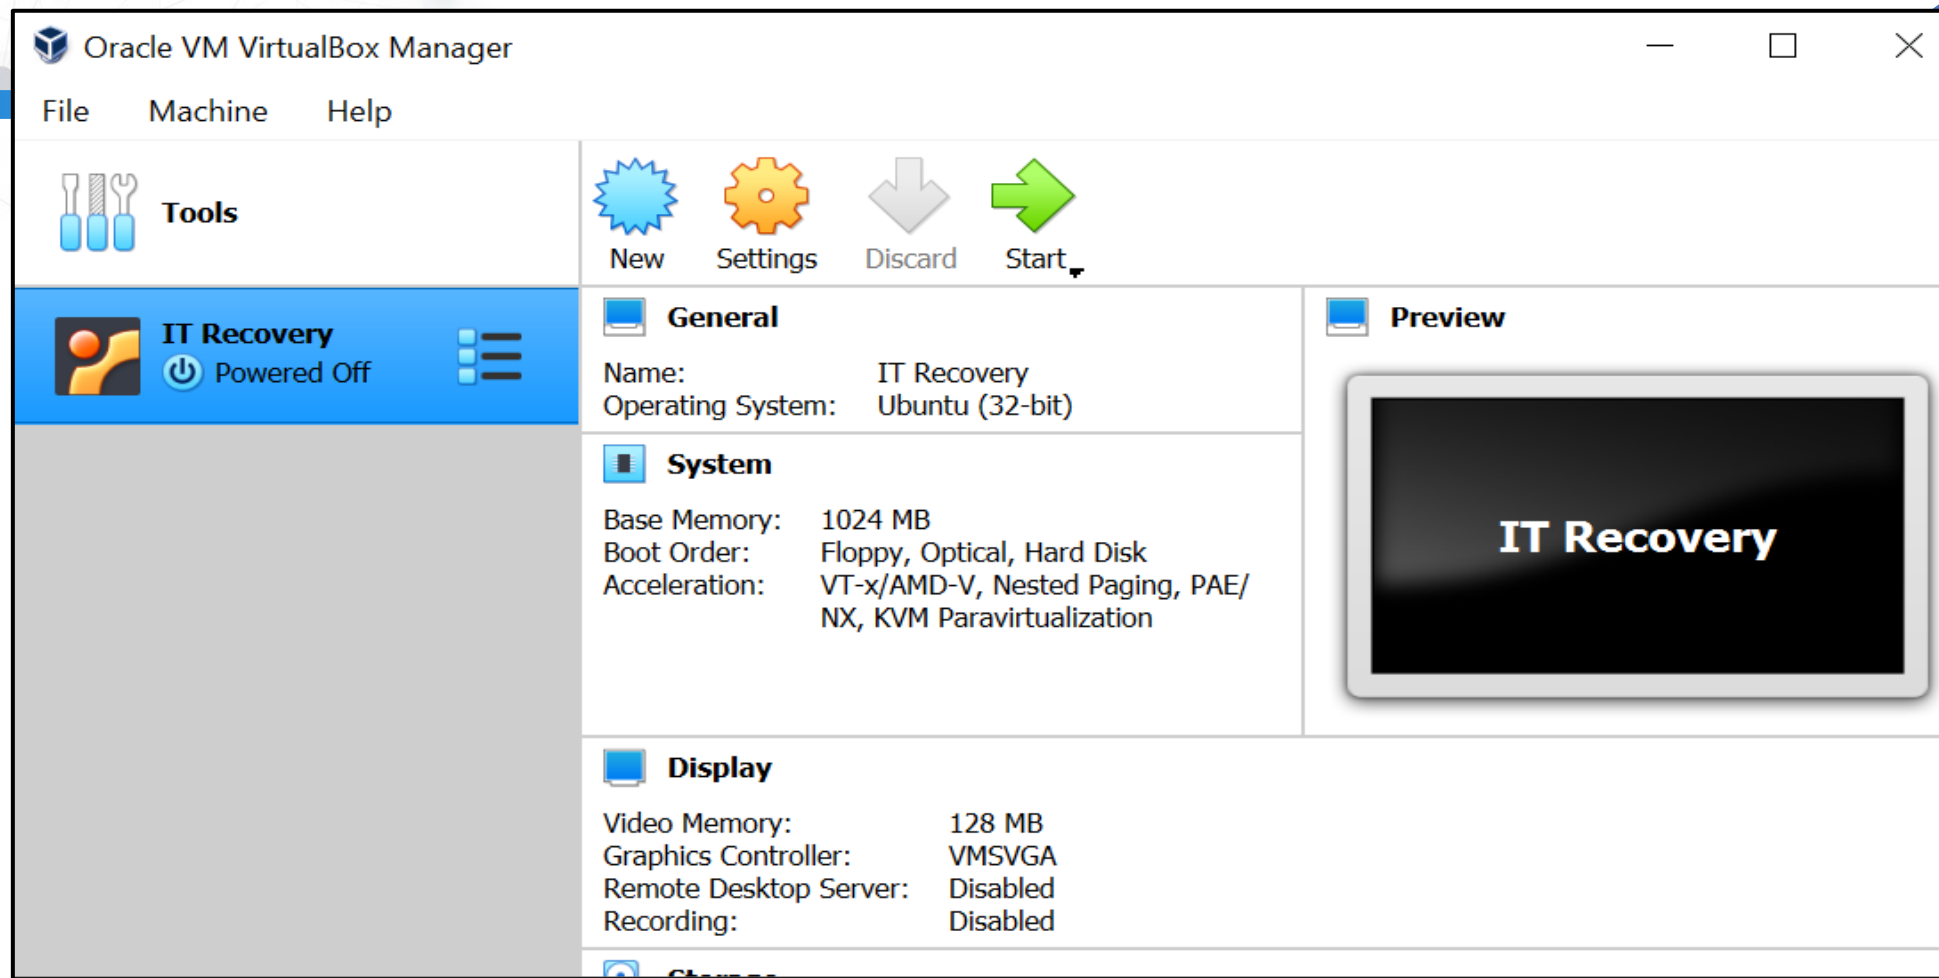 Oracle VM VirtualBox Manager
File Machine Help
Tools
New Settings Discard Start
IT Recovery
Powered Off
General
Name: IT Recovery
Operating System: Ubuntu (32-bit)
System
Base Memory: 1024 MB
Boot Order: Floppy, Optical, Hard Disk
Acceleration: VT-x/AMD-V, Nested Paging, PAE/
NX, KVM Paravirtualization
Preview
IT Recovery
Display
Video Memory: 128 MB
Graphics Controller: VMSVGA
Remote Desktop Server: Disabled
Recording: Disabled